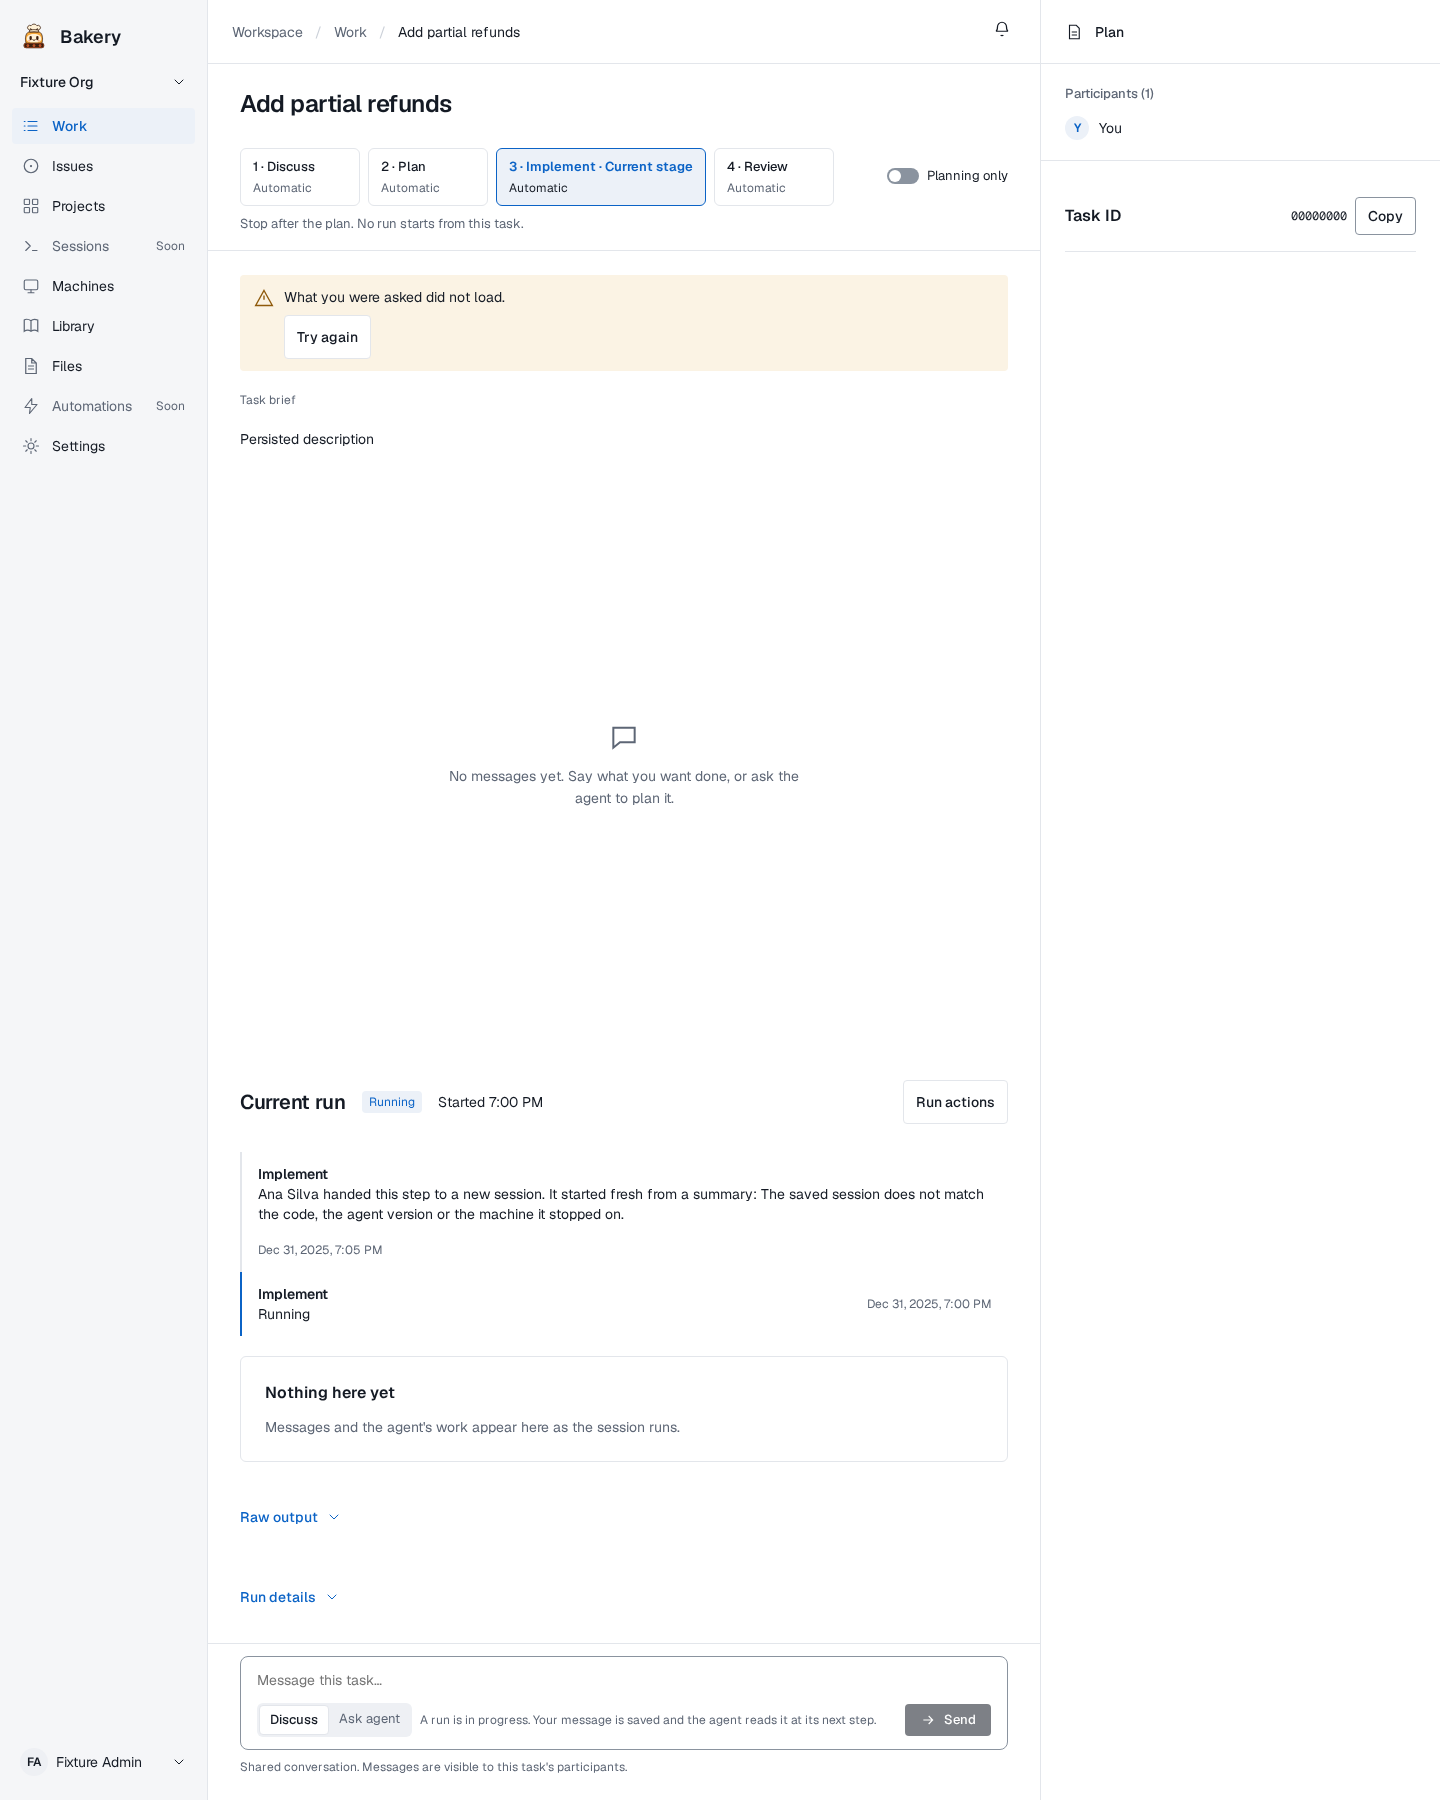 Bakery
Fixture Org
Work
Issues
Projects
Sessions Soon
Machines
Library
Files
Automations Soon
Settings
FA Fixture Admin
Workspace / Work / Add partial refunds
Add partial refunds
1 · Discuss
Automatic
2 · Plan
Automatic
3 · Implement · Current stage
Automatic
4 · Review
Automatic
Planning only
Stop after the plan. No run starts from this task.
What you were asked did not load.
Try again
Task brief
Persisted description
No messages yet. Say what you want done, or ask the
agent to plan it.
Current run Running Started 7:00 PM Run actions
Implement
Ana Silva handed this step to a new session. It started fresh from a summary: The saved session does not match
the code, the agent version or the machine it stopped on.
Dec 31, 2025, 7:05 PM
Implement
Running
Dec 31, 2025, 7:00 PM
Nothing here yet
Messages and the agent's work appear here as the session runs.
Raw output
Run details
Message this task...
Discuss Ask agent A run is in progress. Your message is saved and the agent reads it at its next step. Send
Shared conversation. Messages are visible to this task's participants.
Plan
Participants (1)
Y You
Task ID 00000000 Copy